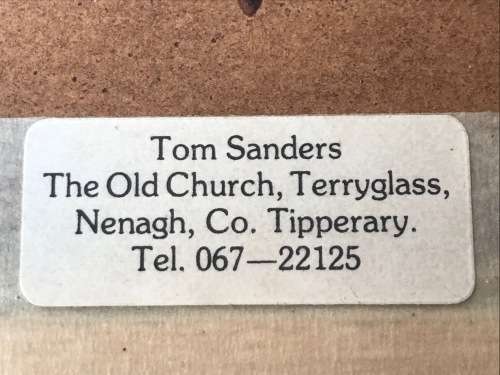 Tom Sanders
The Old Church, Terryglass,
Nenagh, Co. Tipperary.
Tel. 067—22125